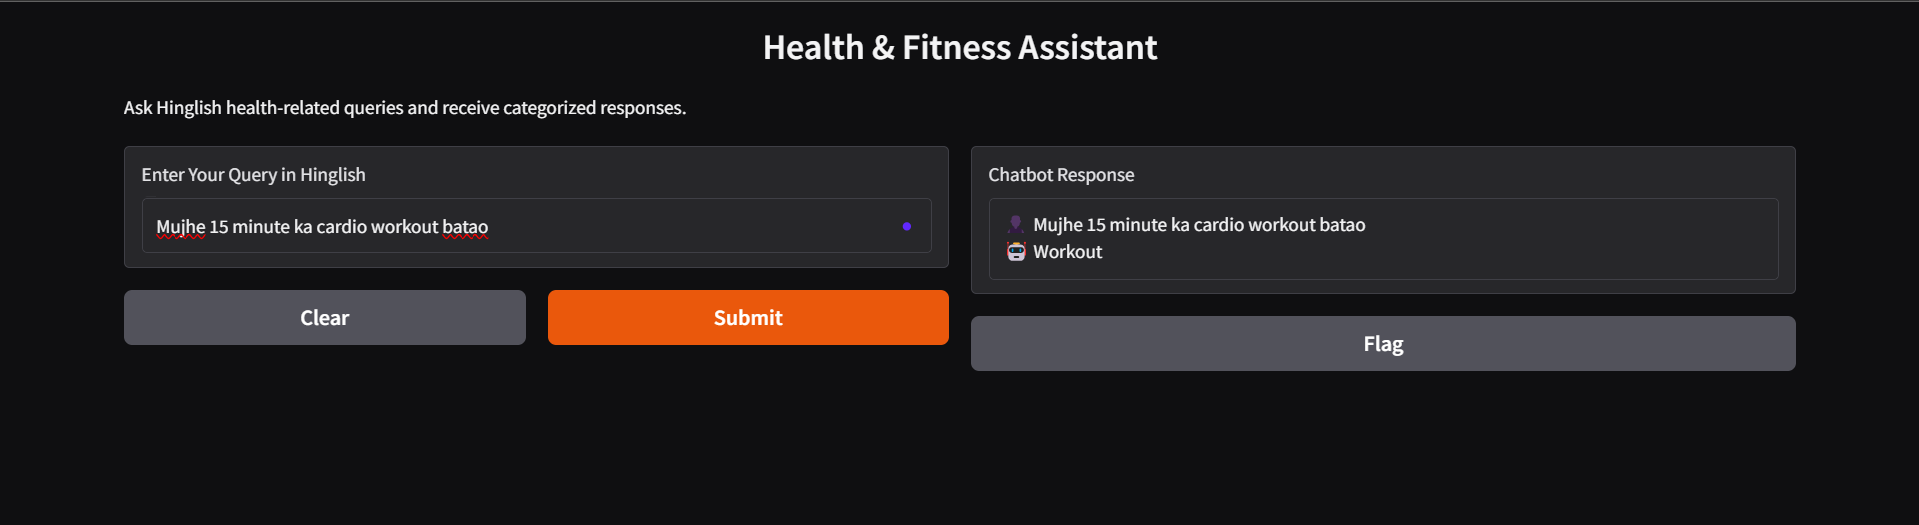 Health & Fitness Assistant
Ask Hinglish health-related queries and receive categorized responses.
Enter Your Query in Hinglish
Mujhe 15 minute ka cardio workout batao
Clear
Submit
Chatbot Response
Mujhe 15 minute ka cardio workout batao
Workout
Flag